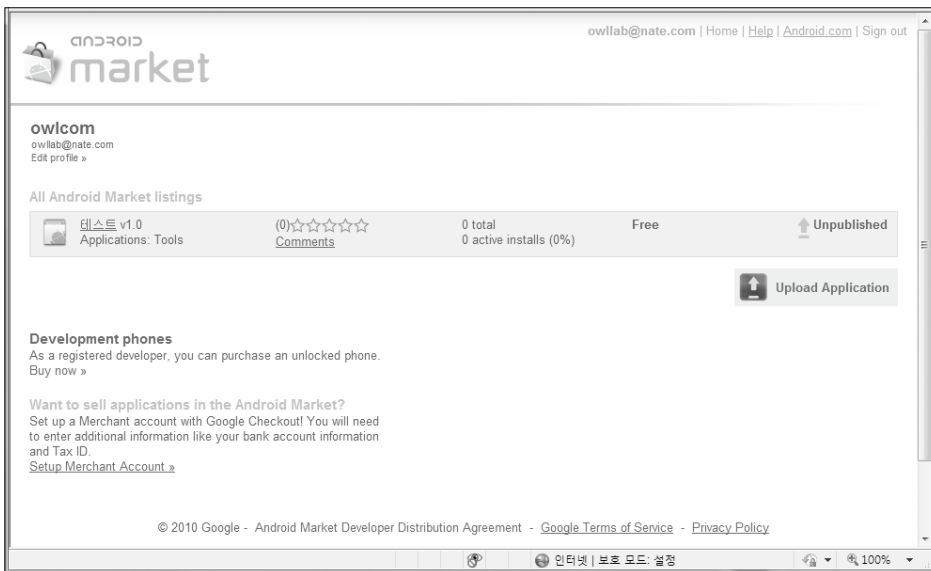 owllab@nate.com | Home | Help | Android.com | Sign out
android
market
owlcom
owllab@nate.com
Edit profile »
All Android Market listings
테스트 v1.0
Applications: Tools
(0)
Comments
0 total
0 active installs (0%)
Free
Unpublished
Upload Application
Development phones
As a registered developer, you can purchase an unlocked phone.
Buy now »
Want to sell applications in the Android Market?
Set up a Merchant account with Google Checkout! You will need
to enter additional information like your bank account information
and Tax ID.
Setup Merchant Account »
© 2010 Google - Android Market Developer Distribution Agreement - Google Terms of Service - Privacy Policy
인터넷 | 보호 모드: 설정
100%